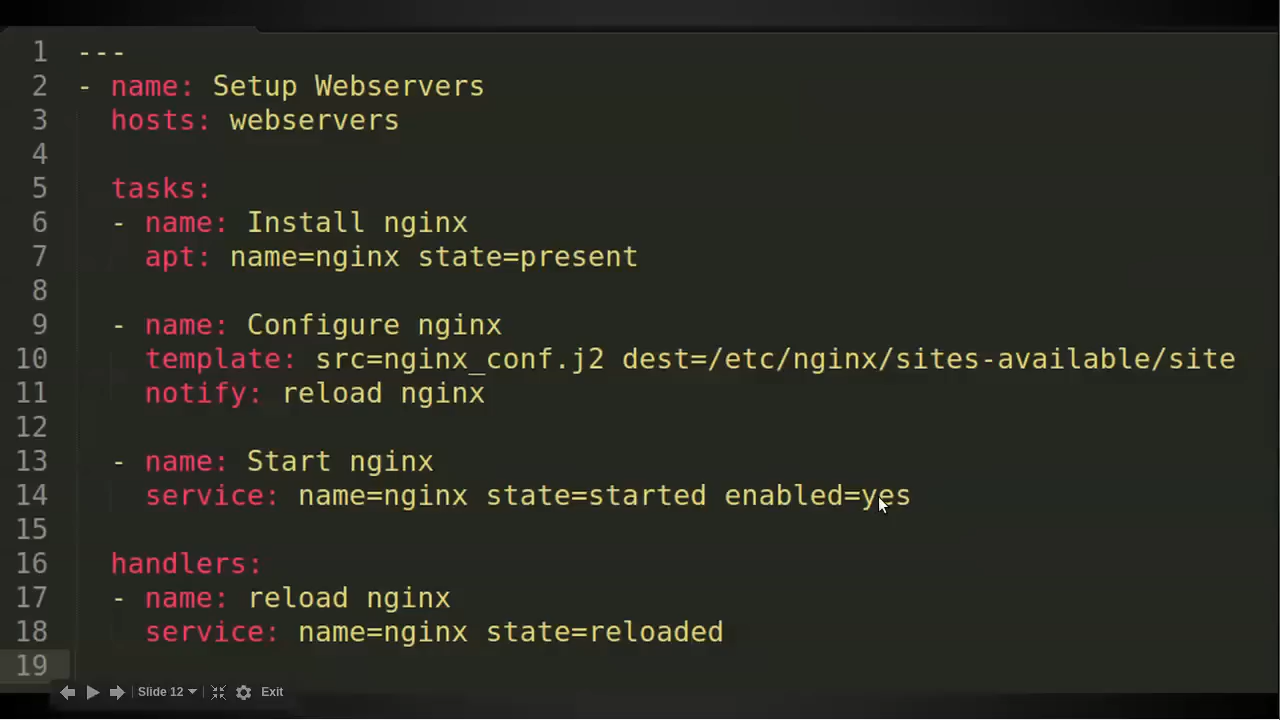 1 ---
2 - name: Setup Webservers
3 hosts: webservers
4
5 tasks:
6 - name: Install nginx
7 apt: name=nginx state=present
8
9 - name: Configure nginx
10 template: src=nginx_conf.j2 dest=/etc/nginx/sites-available/site
11 notify: reload nginx
12
13 - name: Start nginx
14 service: name=nginx state=started enabled=yes
15
16 handlers:
17 - name: reload nginx
18 service: name=nginx state=reloaded
19
Slide 12 Exit